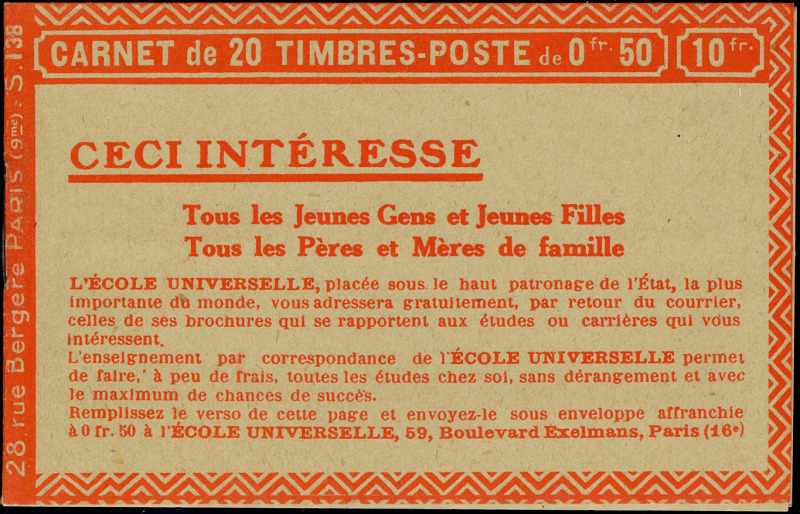 CARNET de 20 TIMBRES-POSTE de 0 fr. 50 10 fr.
CECI INTÉRESSE
Tous les Jeunes Gens et Jeunes Filles
Tous les Pères et Mères de famille
L'ÉCOLE UNIVERSELLE, placée sous le haut patronage de l'État, la plus
importante du monde, vous adressera gratuitement, par retour du courrier,
celles de ses brochures qui se rapportent aux études ou carrières qui vous
intéressent.
L'enseignement par correspondance de l'ÉCOLE UNIVERSELLE permet
de faire, à peu de frais, toutes les études chez soi, sans dérangement et avec
le maximum de chances de succès.
Remplissez le verso de cette page et envoyez-le sous enveloppe affranchie
à 0 fr. 50 à l'ÉCOLE UNIVERSELLE, 59, Boulevard Exelmans, Paris (16e)
28, rue Bergère PARIS (9me). S. 138